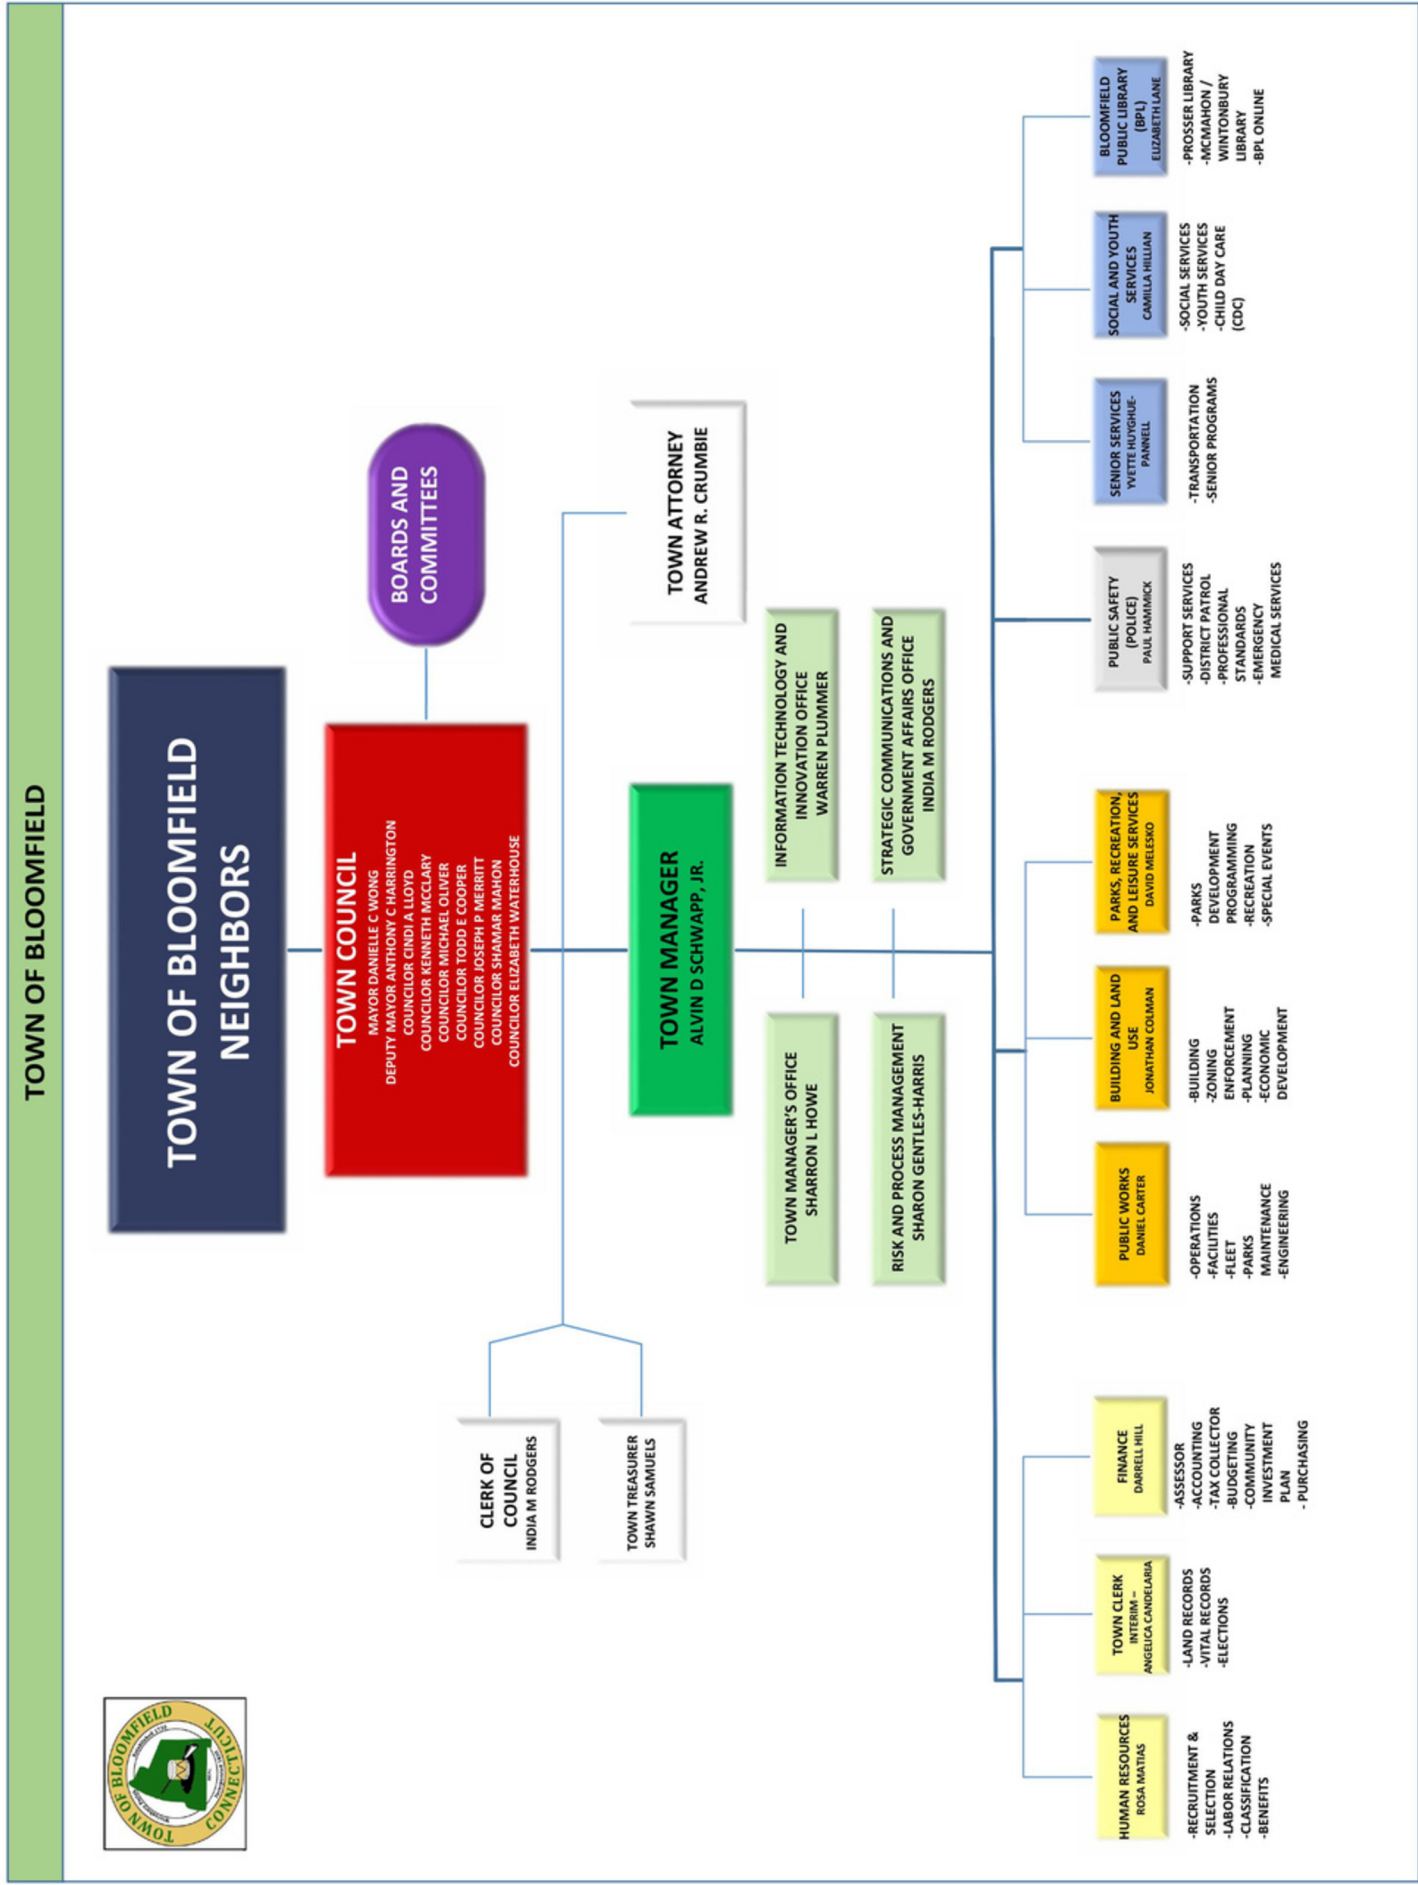 TOWN OF BLOOMFIELD
TOWN OF BLOOMFIELD
CONNECTICUT
TOWN OF BLOOMFIELD
NEIGHBORS
TOWN COUNCIL
MAYOR DANIELLE C WONG
DEPUTY MAYOR ANTHONY C HARRINGTON
COUNCILOR CINDI A LLOYD
COUNCILOR KENNETH MCCLARY
COUNCILOR MICHAEL OLIVER
COUNCILOR TODD E COOPER
COUNCILOR JOSEPH P MERRITT
COUNCILOR SHAMAR MAHON
COUNCILOR ELIZABETH WATERHOUSE
BOARDS AND
COMMITTEES
CLERK OF
COUNCIL
INDIA M RODGERS
TOWN TREASURER
SHAWN SAMUELS
TOWN ATTORNEY
ANDREW R. CRUMBIE
TOWN MANAGER
ALVIN D SCHWAPP, JR.
TOWN MANAGER'S OFFICE
SHARRON L HOWE
INFORMATION TECHNOLOGY AND
INNOVATION OFFICE
WARREN PLUMMER
RISK AND PROCESS MANAGEMENT
SHARON GENTLES-HARRIS
STRATEGIC COMMUNICATIONS AND
GOVERNMENT AFFAIRS OFFICE
INDIA M RODGERS
HUMAN RESOURCES
ROSA MATIAS
-RECRUITMENT &
SELECTION
-LABOR RELATIONS
-CLASSIFICATION
-BENEFITS
TOWN CLERK
INTERIM –
ANGELICA CANDELARIA
-LAND RECORDS
-VITAL RECORDS
-ELECTIONS
FINANCE
DARRELL HILL
-ASSESSOR
-ACCOUNTING
-TAX COLLECTOR
-BUDGETING
-COMMUNITY
INVESTMENT
PLAN
- PURCHASING
PUBLIC WORKS
DANIEL CARTER
-OPERATIONS
-FACILITIES
-FLEET
-PARKS
MAINTENANCE
-ENGINEERING
BUILDING AND LAND
USE
JONATHAN COLMAN
-BUILDING
-ZONING
ENFORCEMENT
-PLANNING
-ECONOMIC
DEVELOPMENT
PARKS, RECREATION,
AND LEISURE SERVICES
DAVID MELESKO
-PARKS
DEVELOPMENT
PROGRAMMING
-RECREATION
-SPECIAL EVENTS
PUBLIC SAFETY
(POLICE)
PAUL HAMMICK
-SUPPORT SERVICES
-DISTRICT PATROL
-PROFESSIONAL
STANDARDS
-EMERGENCY
MEDICAL SERVICES
SENIOR SERVICES
YVETTE HUYGHUE-
PANNELL
-TRANSPORTATION
-SENIOR PROGRAMS
SOCIAL AND YOUTH
SERVICES
CAMILLA HILLIAN
-SOCIAL SERVICES
-YOUTH SERVICES
-CHILD DAY CARE
(CDC)
BLOOMFIELD
PUBLIC LIBRARY
(BPL)
ELIZABETH LANE
-PROSSER LIBRARY
-MCMAHON /
WINTONBURY
LIBRARY
-BPL ONLINE